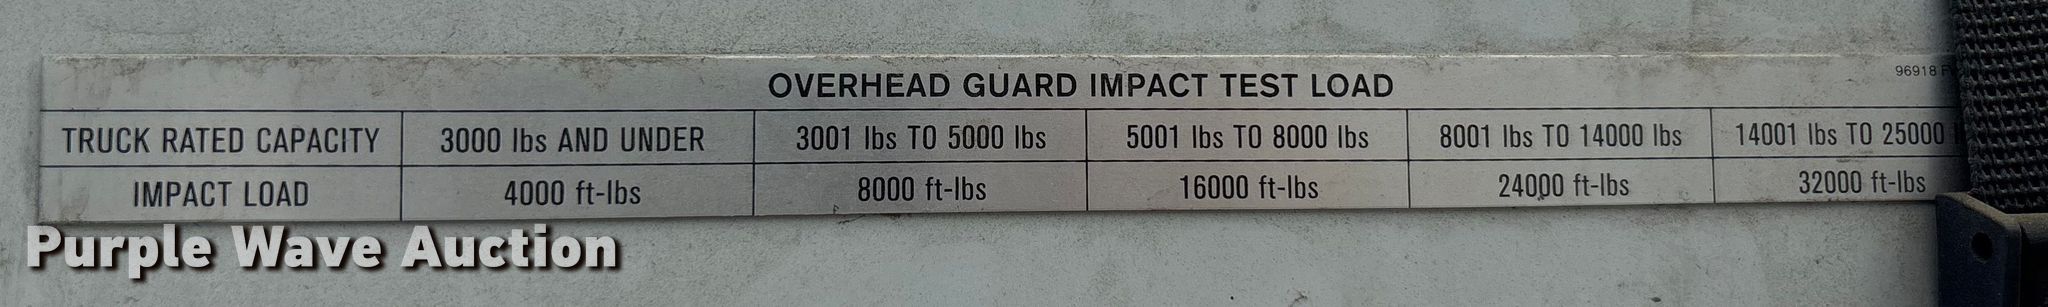 OVERHEAD GUARD IMPACT TEST LOAD
96918
TRUCK RATED CAPACITY 3000 lbs AND UNDER 3001 lbs TO 5000 lbs 5001 lbs TO 8000 lbs 8001 lbs TO 14000 lbs 14001 lbs TO 25000
IMPACT LOAD 4000 ft-lbs 8000 ft-lbs 16000 ft-lbs 24000 ft-lbs 32000 ft-lbs
Purple Wave Auction